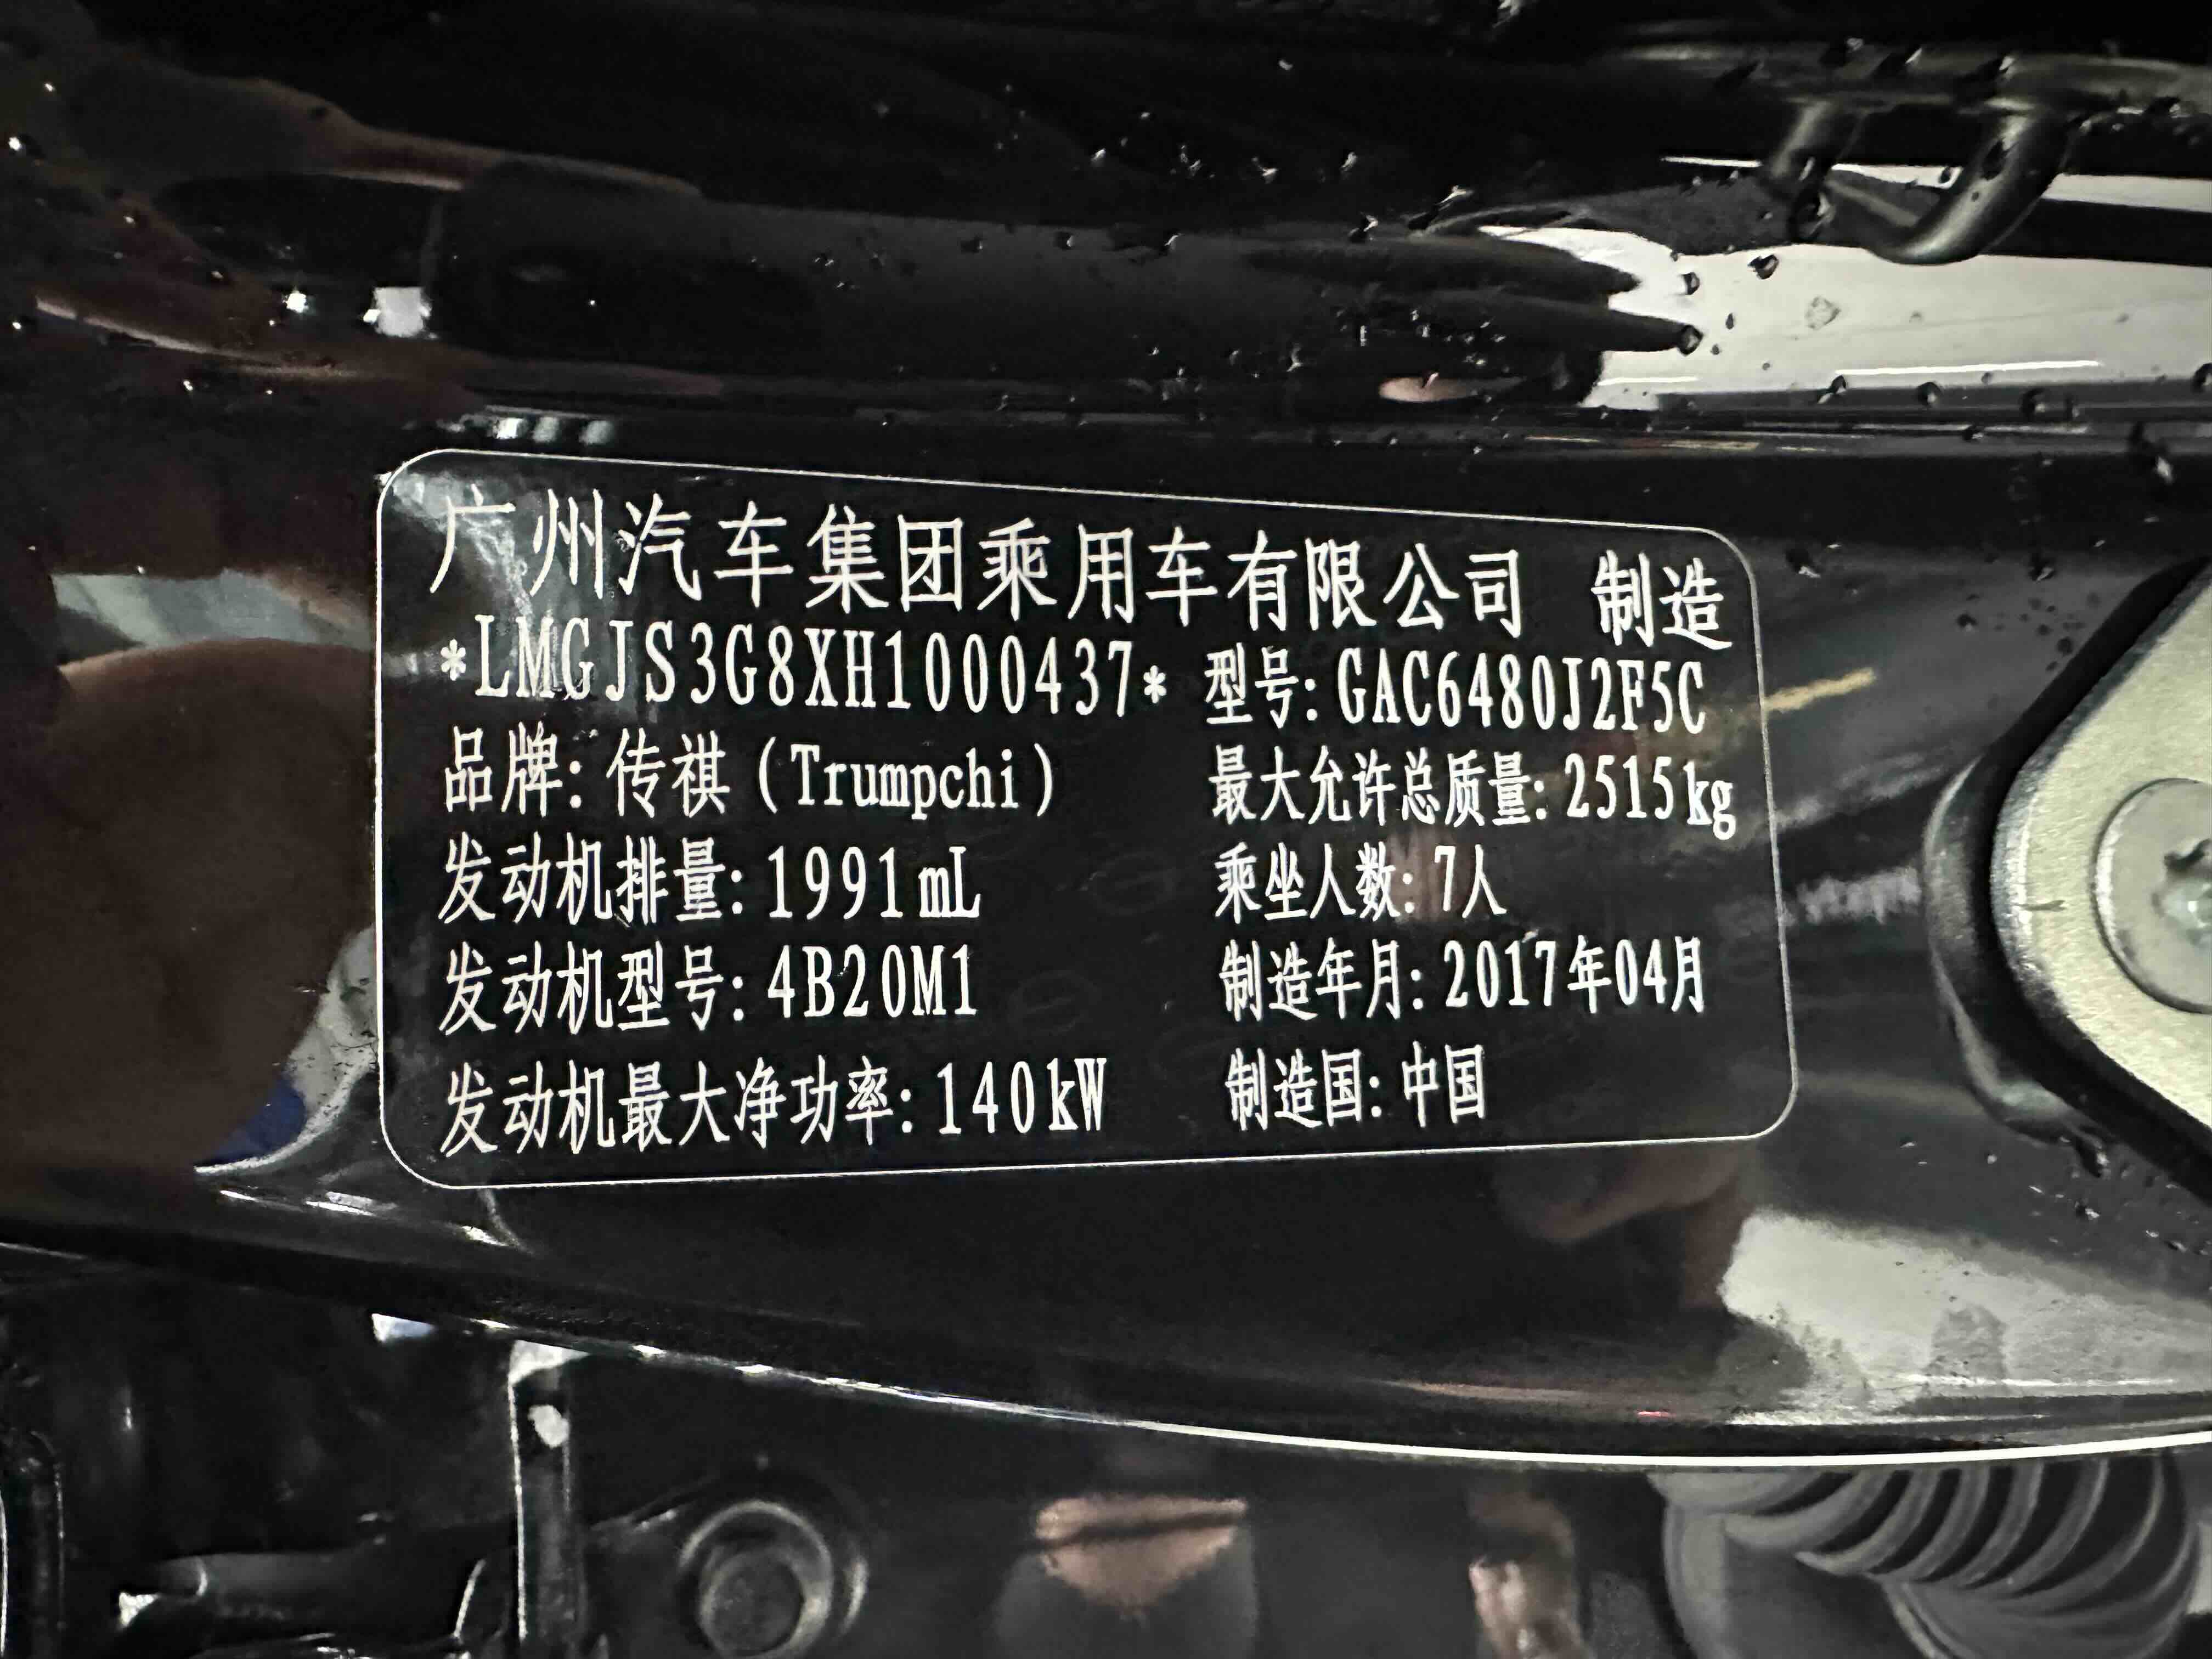 广州汽车集团乘用车有限公司 制造
*LMGJS3G8XH1000437* 型号: GAC6480J2F5C
品牌: 传祺 (Trumpchi) 最大允许总质量: 2515kg
发动机排量: 1991mL 乘坐人数: 7人
发动机型号: 4B20M1 制造年月: 2017年04月
发动机最大净功率: 140kW 制造国: 中国